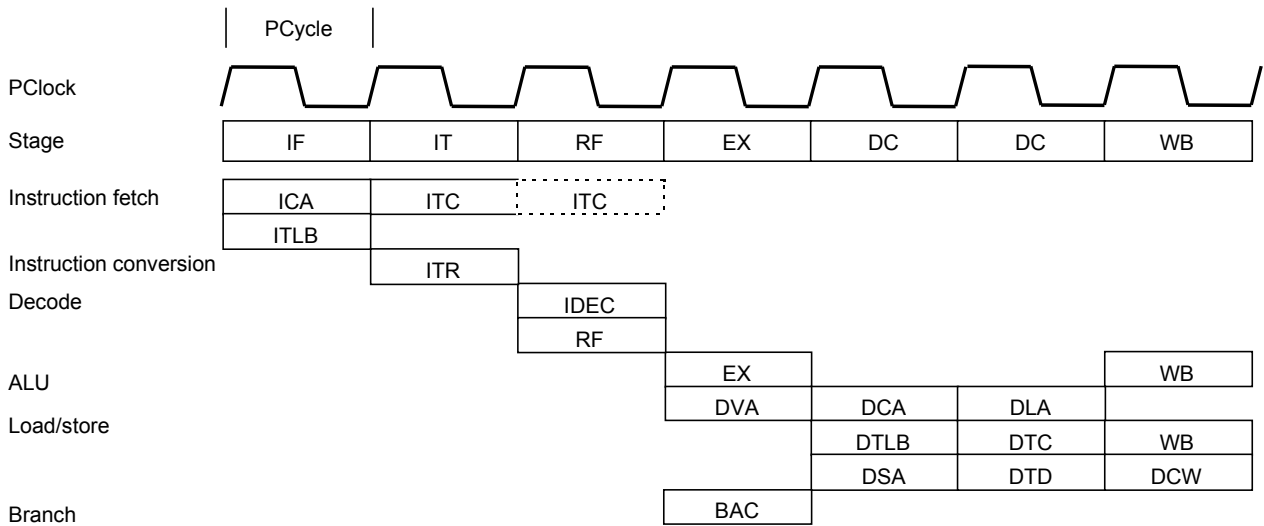 PCycle
PClock
Stage IF IT RF EX DC DC WB
Instruction fetch ICA ITC ITC
ITLB
Instruction conversion ITR
Decode IDEC
RF
ALU EX WB
DVA DCA DLA
Load/store DTLB DTC WB
DSA DTD DCW
Branch BAC